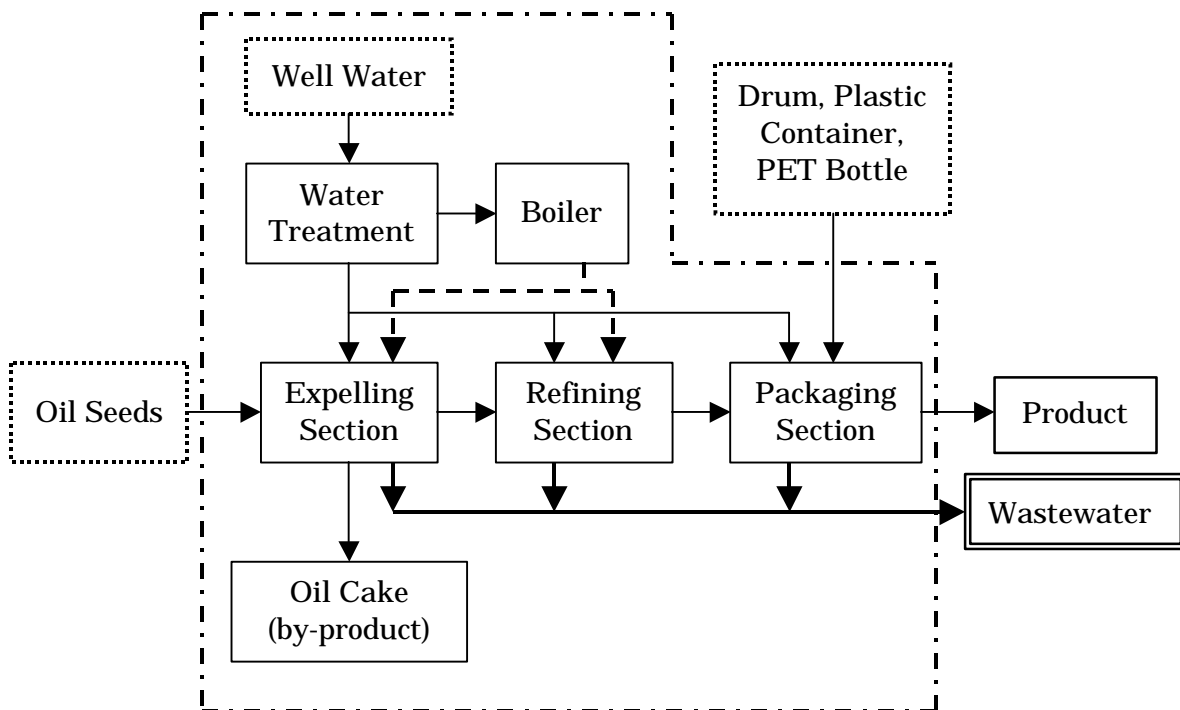 Well Water
Drum, Plastic
Container,
PET Bottle
Water
Treatment
Boiler
Oil Seeds
Expelling
Section
Refining
Section
Packaging
Section
Product
Wastewater
Oil Cake
(by-product)